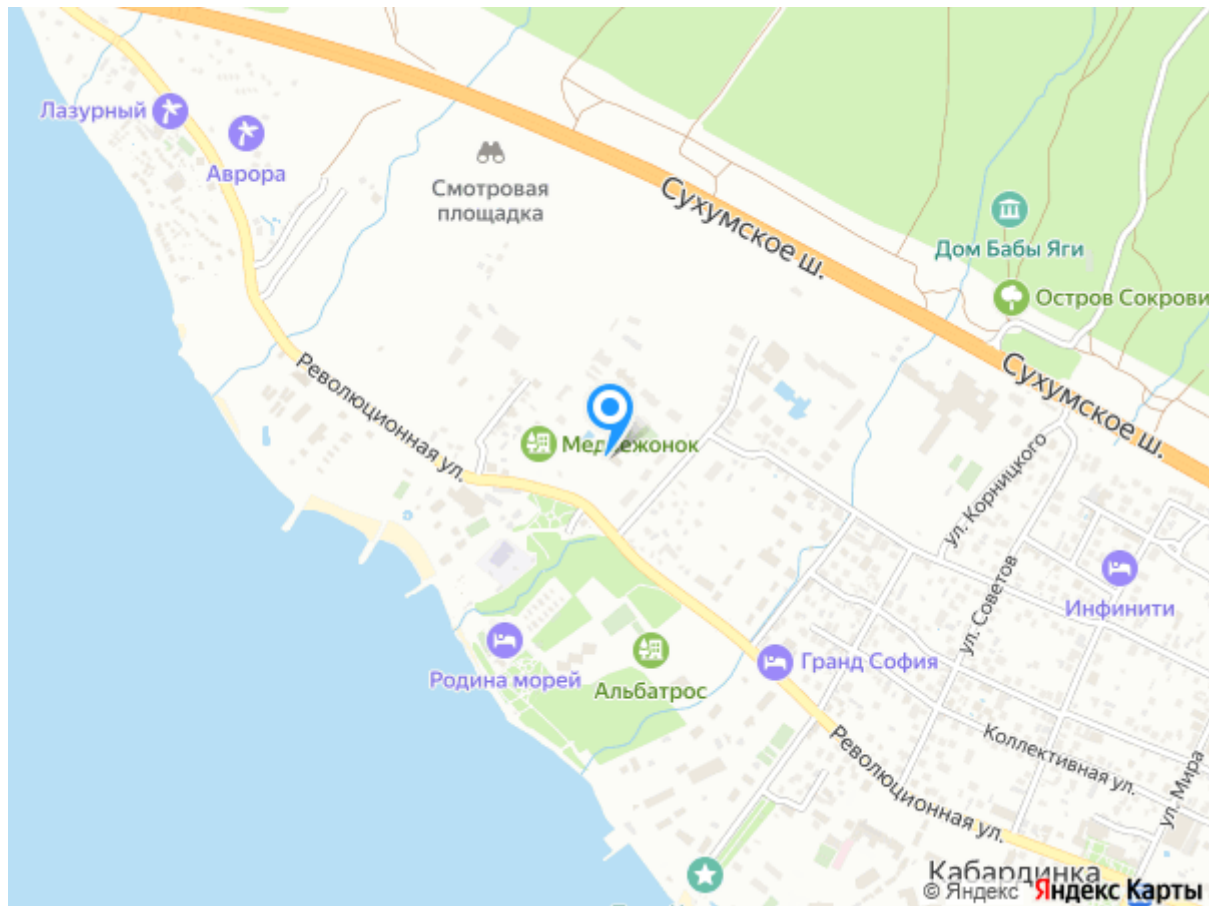 Лазурный
Аврора
Смотровая
площадка
Сухумское ш.
Дом Бабы Яги
Остров Сокрови
Сухумское ш.
Революционная ул.
Медвежонок
ул. Корницкого
ул. Советов
Инфинити
Родина морей
Альбатрос
Гранд София
Коллективная ул.
Революционная ул.
ул. Мира
Кабардинка
© Яндекс Яндекс Карты